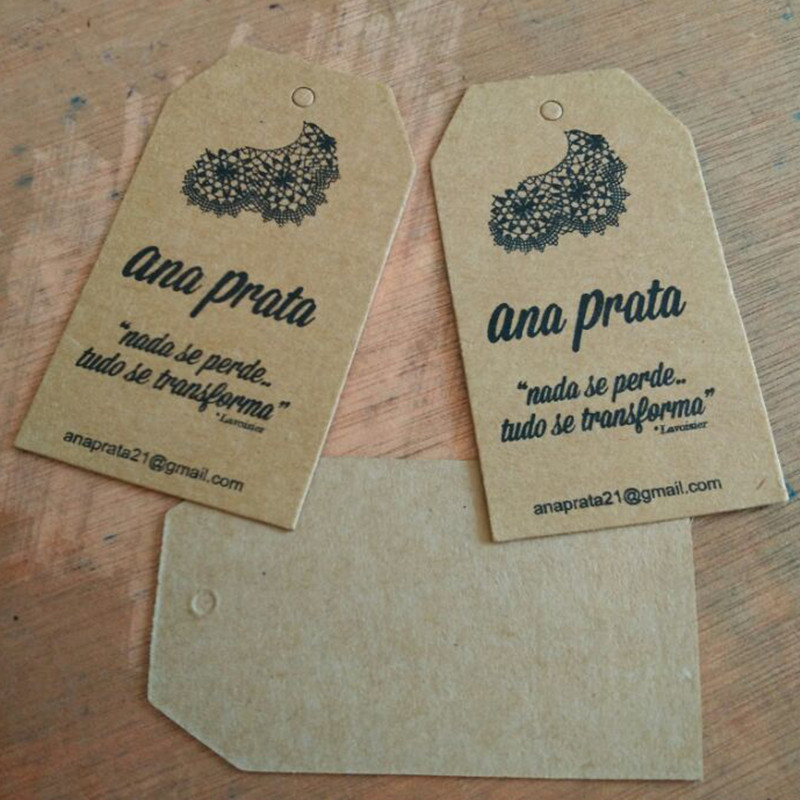 ana prata
“nada se perde..
tudo se transforma”
*Lavoisier
anaprata21@gmail.com
ana prata
“nada se perde..
tudo se transforma”
*Lavoisier
anaprata21@gmail.com